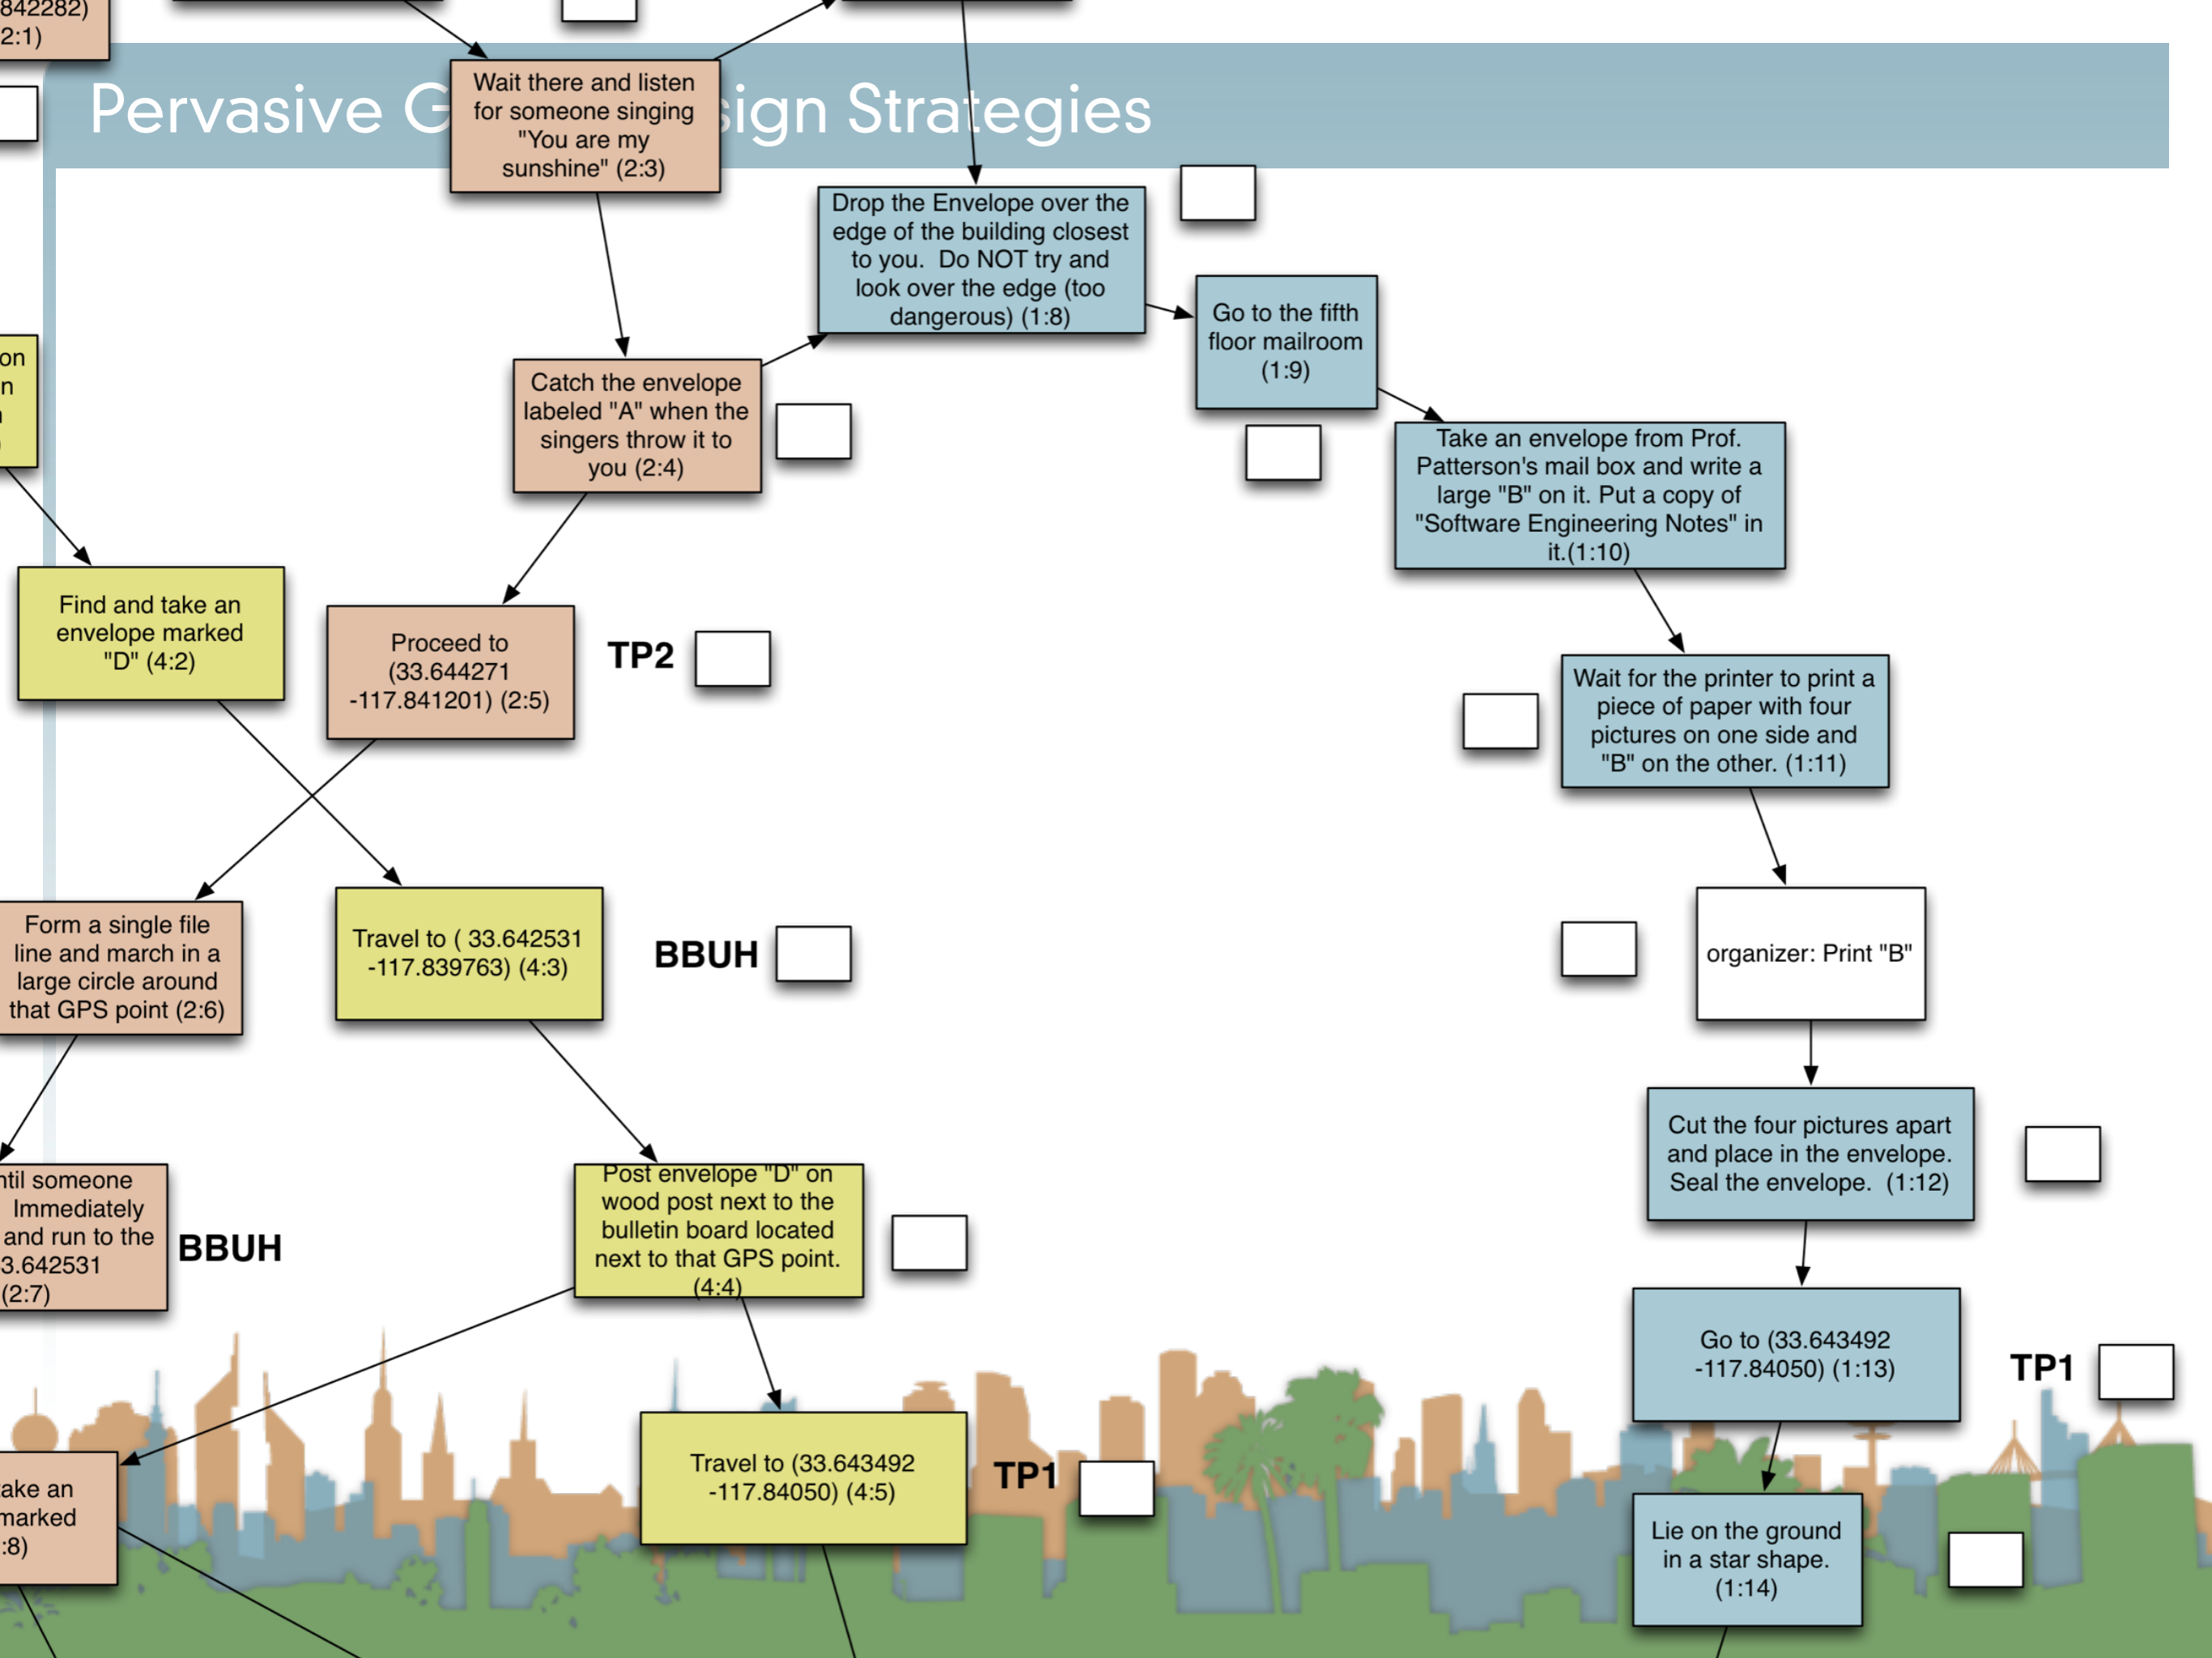 842282)
2:1)
Pervasive G
sign Strategies
Wait there and listen
for someone singing
"You are my
sunshine" (2:3)
Drop the Envelope over the
edge of the building closest
to you.  Do NOT try and
look over the edge (too
dangerous) (1:8)
Go to the fifth
floor mailroom
(1:9)
on
n
Catch the envelope
labeled "A" when the
singers throw it to
you (2:4)
Take an envelope from Prof.
Patterson's mail box and write a
large "B" on it. Put a copy of
"Software Engineering Notes" in
it.(1:10)
Find and take an
envelope marked
"D" (4:2)
Proceed to
(33.644271
-117.841201) (2:5)
TP2
Wait for the printer to print a
piece of paper with four
pictures on one side and
"B" on the other. (1:11)
Form a single file
line and march in a
large circle around
that GPS point (2:6)
Travel to ( 33.642531
-117.839763) (4:3)
BBUH
organizer: Print "B"
Cut the four pictures apart
and place in the envelope.
Seal the envelope.  (1:12)
ntil someone
Immediately
and run to the
3.642531
(2:7)
BBUH
Post envelope "D" on
wood post next to the
bulletin board located
next to that GPS point.
(4:4)
Go to (33.643492
-117.84050) (1:13)
TP1
Travel to (33.643492
-117.84050) (4:5)
TP1
ake an
marked
:8)
Lie on the ground
in a star shape.
(1:14)